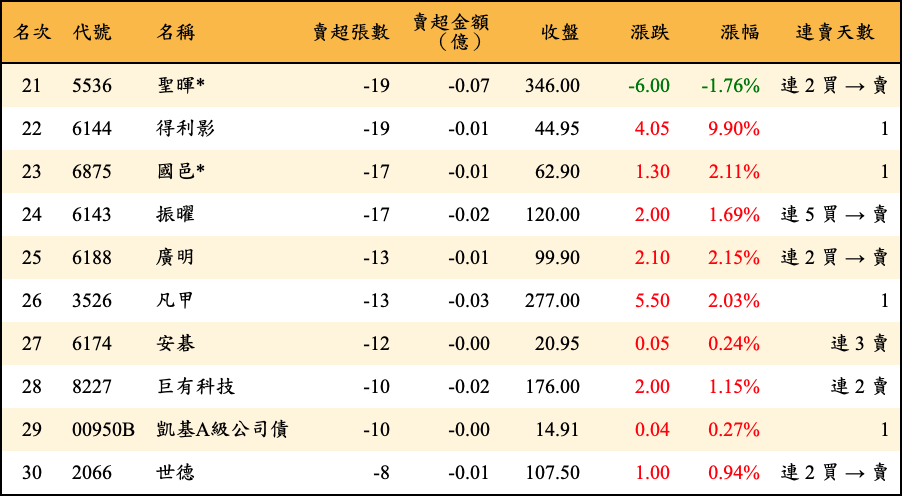 名次 代號 名稱 賣超張數 賣超金額（億） 收盤 漲跌 漲幅 連賣天數
21 5536 聖暉* -19 -0.07 346.00 -6.00 -1.76% 連 2 買 → 賣
22 6144 得利影 -19 -0.01 44.95 4.05 9.90% 1
23 6875 國邑* -17 -0.01 62.90 1.30 2.11% 1
24 6143 振曜 -17 -0.02 120.00 2.00 1.69% 連 5 買 → 賣
25 6188 廣明 -13 -0.01 99.90 2.10 2.15% 連 2 買 → 賣
26 3526 凡甲 -13 -0.03 277.00 5.50 2.03% 1
27 6174 安碁 -12 -0.00 20.95 0.05 0.24% 連 3 賣
28 8227 巨有科技 -10 -0.02 176.00 2.00 1.15% 連 2 賣
29 00950B 凱基A級公司債 -10 -0.00 14.91 0.04 0.27% 1
30 2066 世德 -8 -0.01 107.50 1.00 0.94% 連 2 買 → 賣